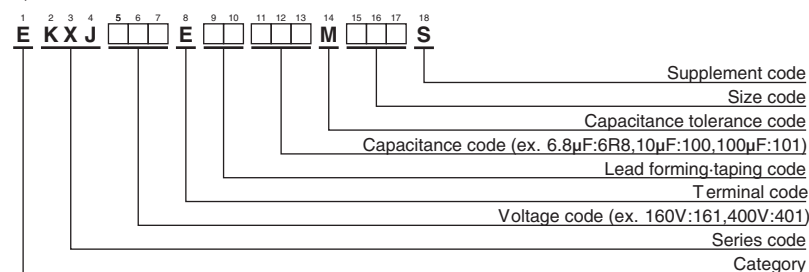 1 2 3 4 5 6 7 8 9 10 11 12 13 14 15 16 17 18
E K X J E M S
Supplement code
Size code
Capacitance tolerance code
Capacitance code (ex. 6.8μF:6R8,10μF:100,100μF:101)
Lead forming·taping code
Terminal code
Voltage code (ex. 160V:161,400V:401)
Series code
Category